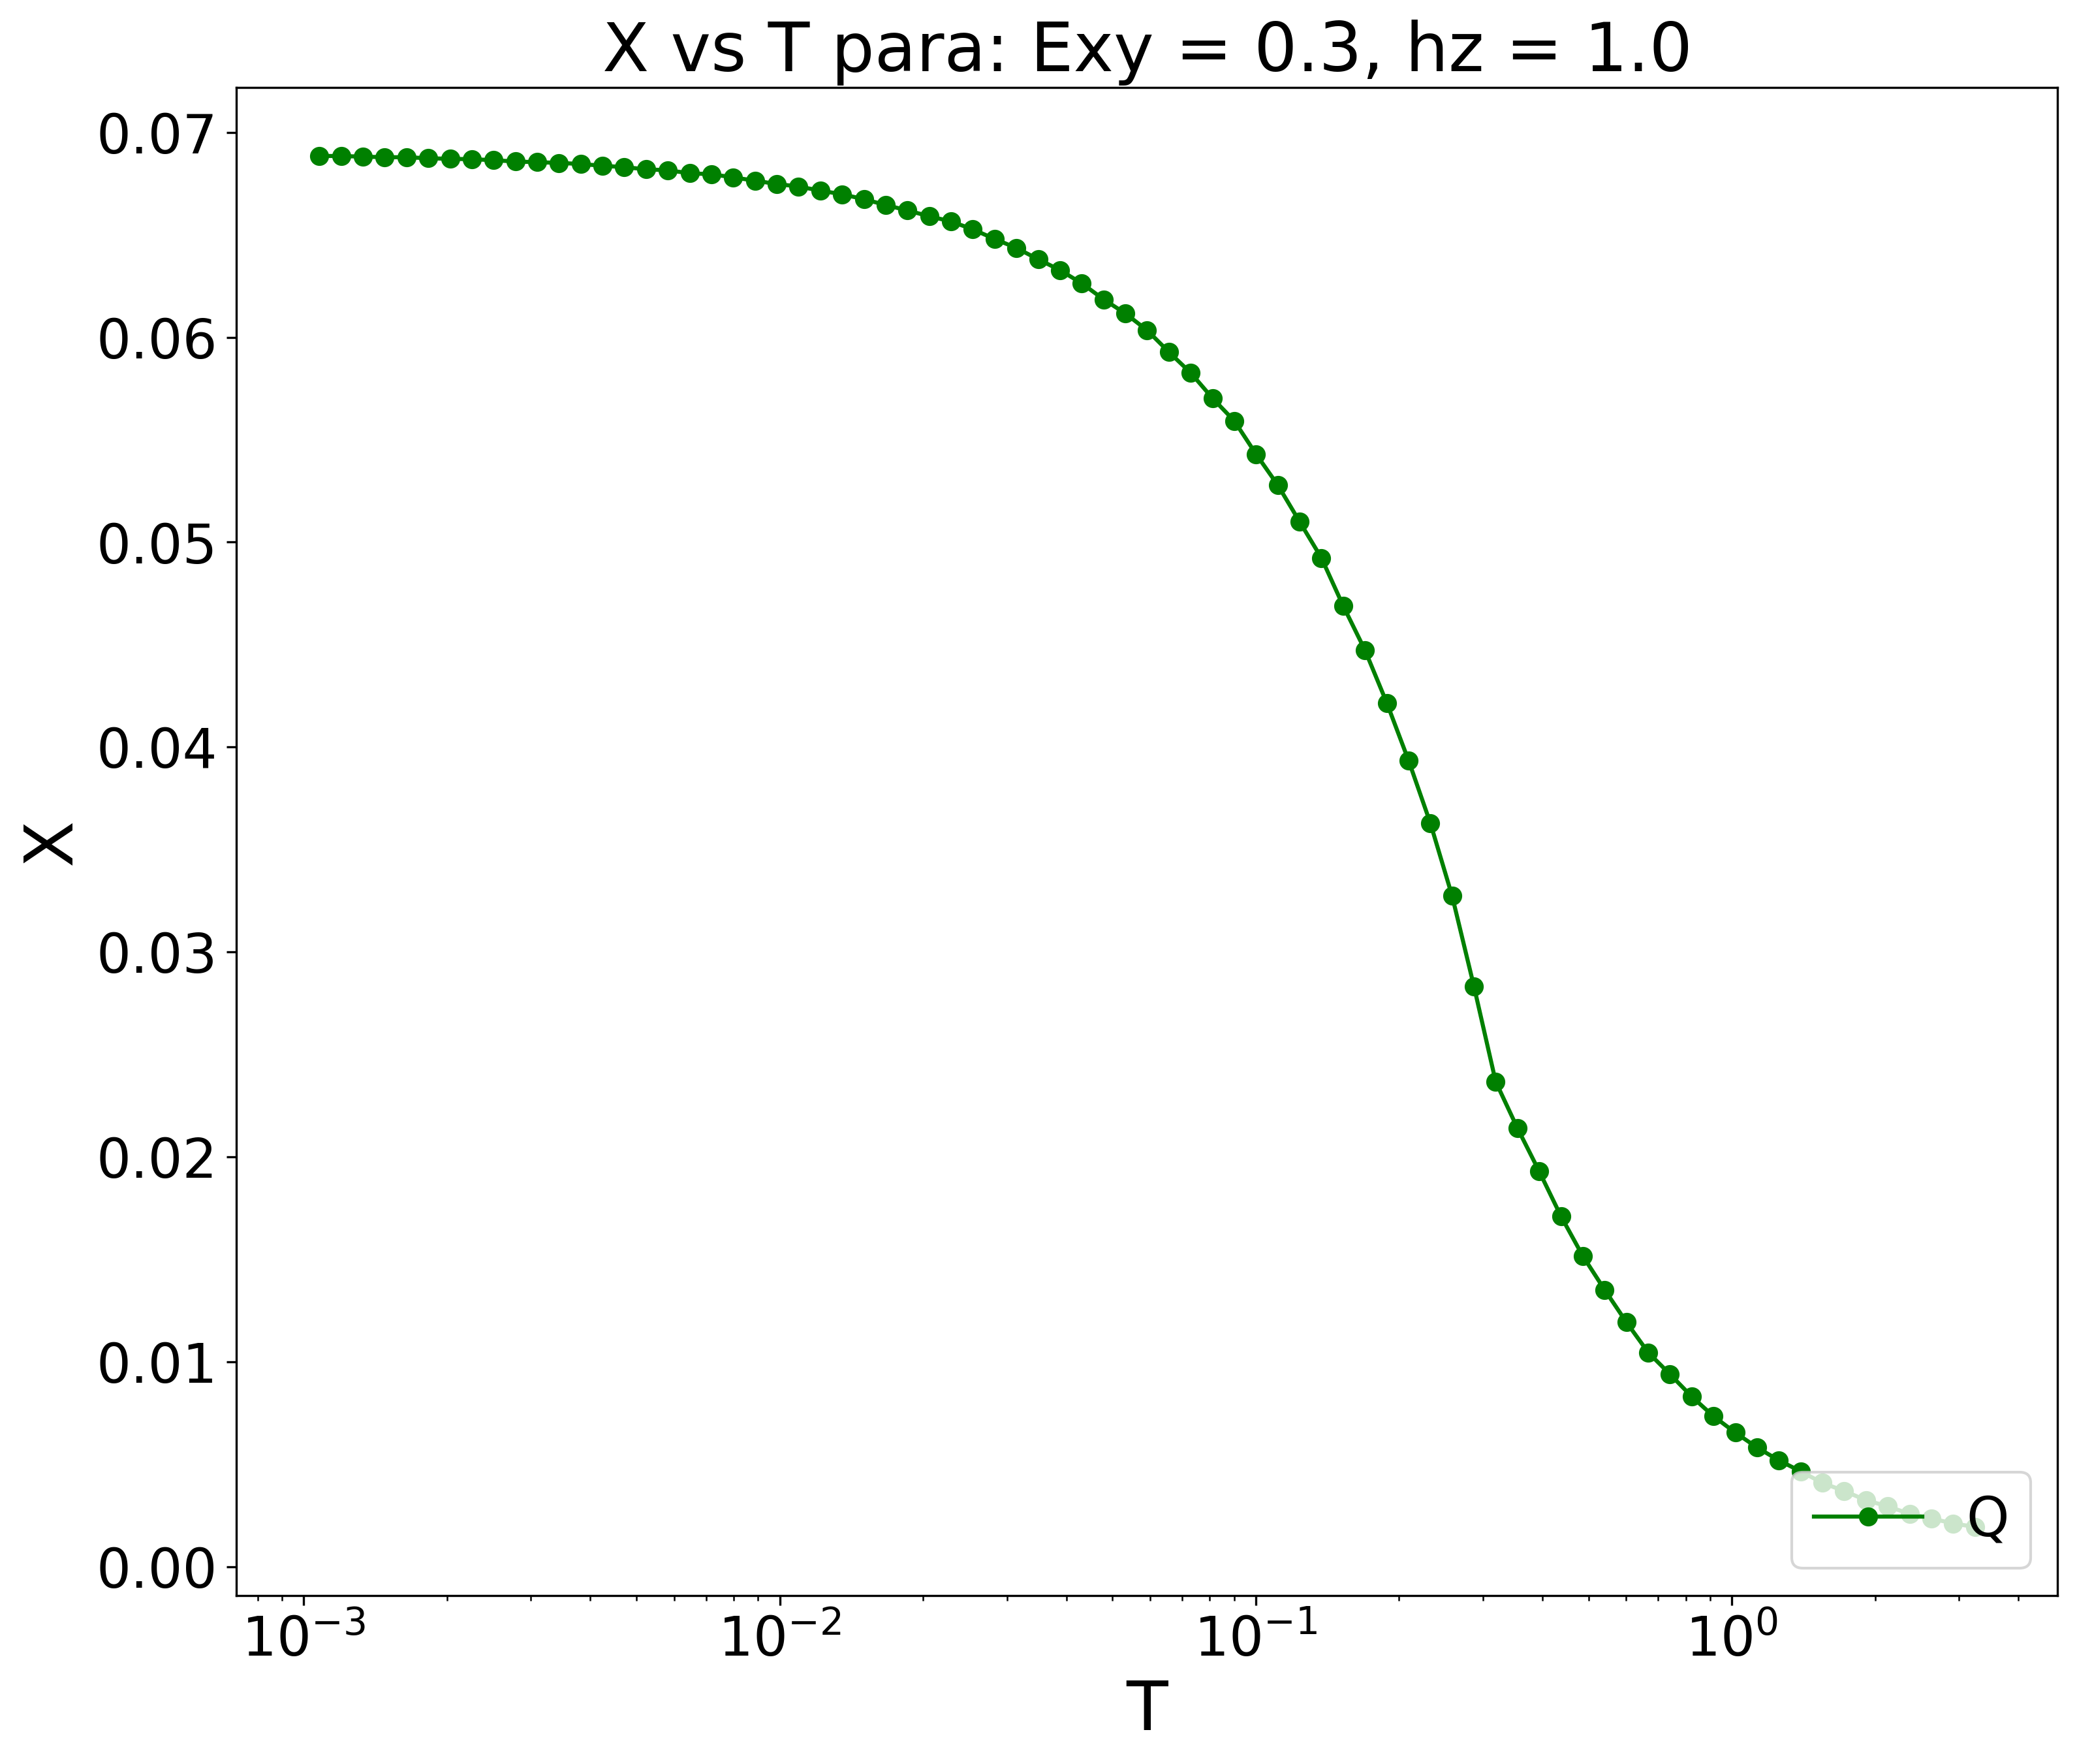 X vs T para: Exy = 0.3, hz = 1.0
0.07
0.06
0.05
0.04
0.03
0.02
0.01
0.00
X
Q
10⁻³ 10⁻² 10⁻¹ 10⁰
T